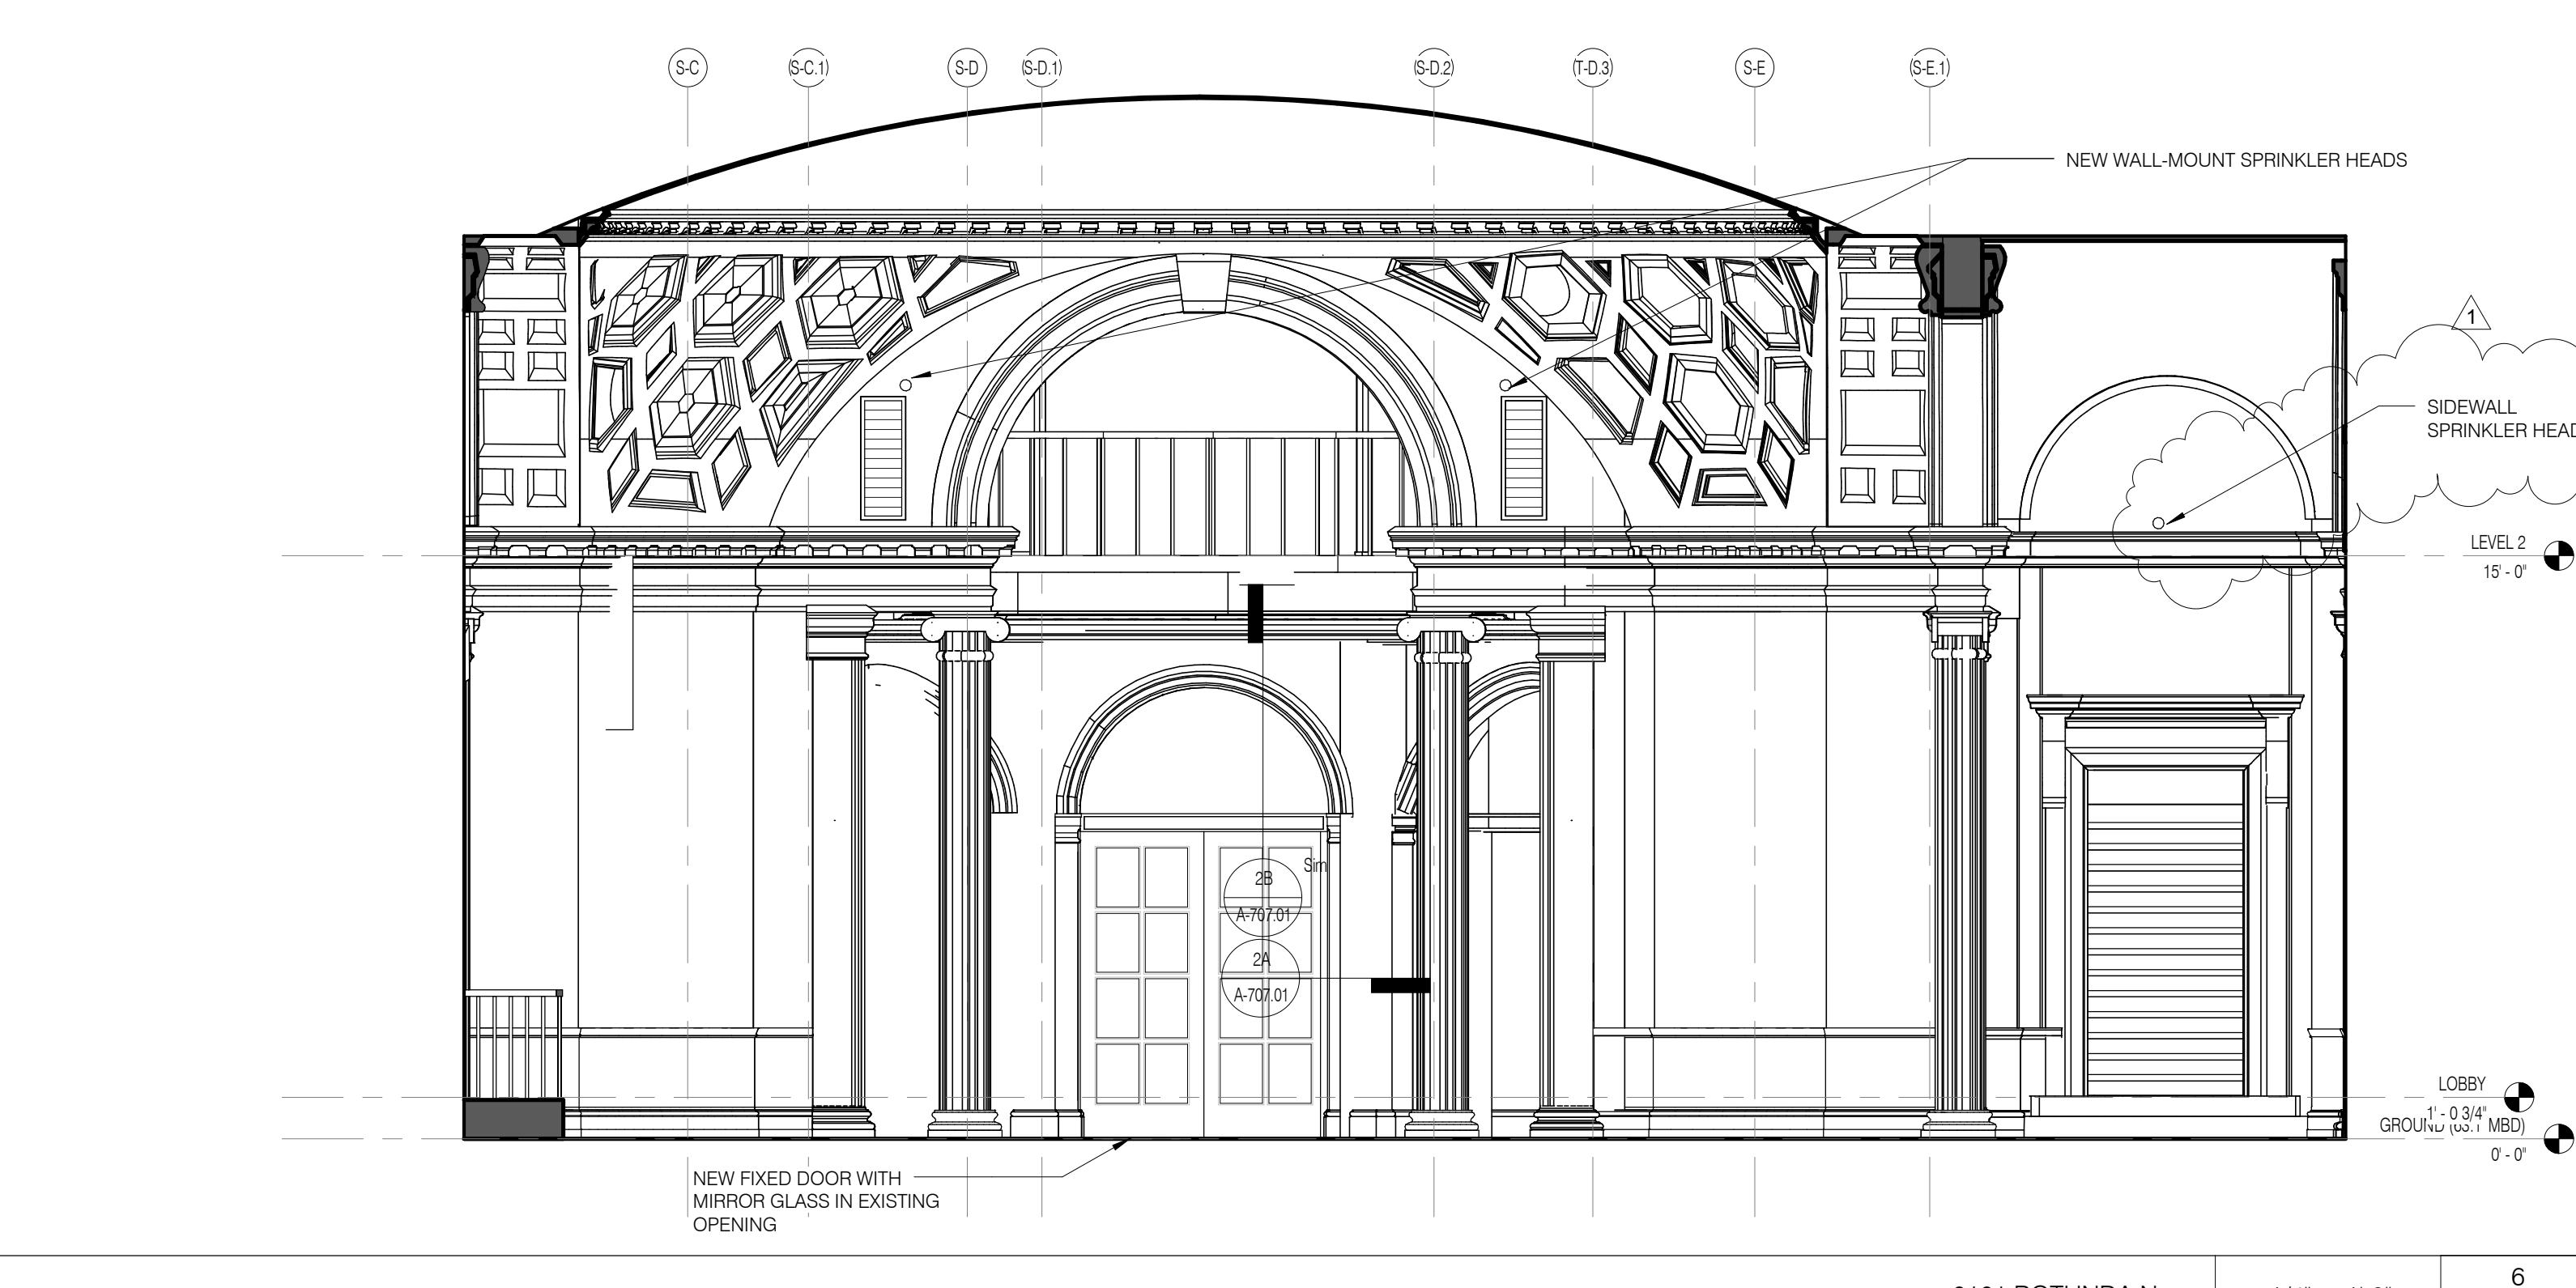 S-C
(S-C.1)
S-D
(S-D.1)
(S-D.2)
(T-D.3)
S-E
(S-E.1)
NEW WALL-MOUNT SPRINKLER HEADS
1
SIDEWALL
SPRINKLER HEAD
LEVEL 2
15' - 0"
Sim
2B
A-707.01
2A
A-707.01
LOBBY
1' - 0 3/4"
GROUND MBD)
0' - 0"
NEW FIXED DOOR WITH
MIRROR GLASS IN EXISTING
OPENING
6